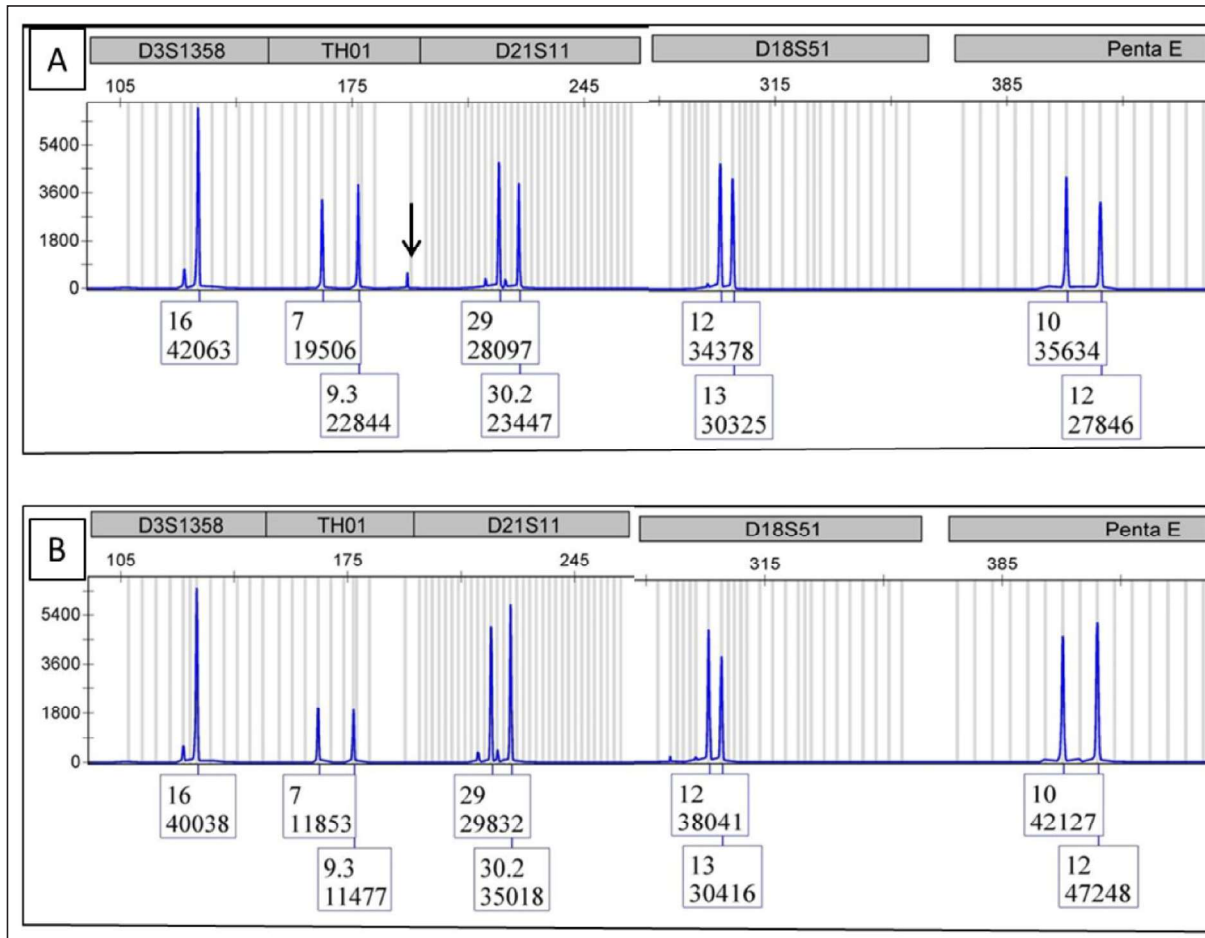 A
D3S1358 TH01 D21S11 D18S51 Penta E
105 175 245 315 385
5400
3600
1800
0
16 7 29 12 10
42063 19506 28097 34378 35634
9.3 30.2 13 12
22844 23447 30325 27846
B
D3S1358 TH01 D21S11 D18S51 Penta E
105 175 245 315 385
5400
3600
1800
0
16 7 29 12 10
40038 11853 29832 38041 42127
9.3 30.2 13 12
11477 35018 30416 47248